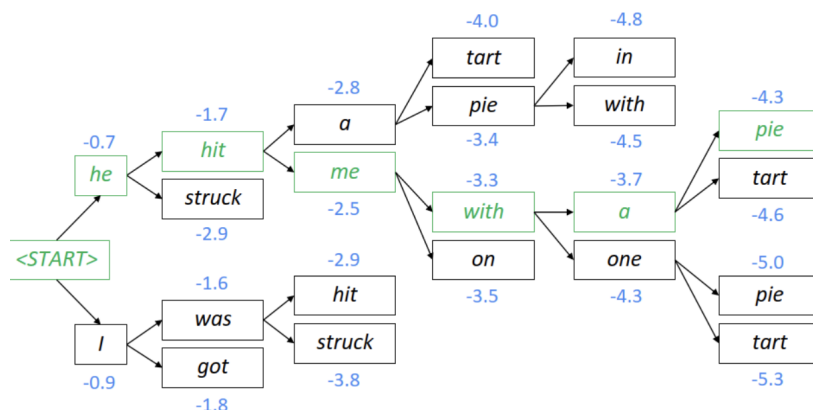 -4.0 -4.8
tart in
-2.8
-1.7 a pie with -4.3
-0.7 hit -3.4 -4.5 pie
he me -3.3 -3.7
struck with a tart
-2.9 -2.5 -4.6
<START> -2.9 on one -5.0
-1.6 hit -3.5 -4.3 pie
was
I struck tart
got
-0.9 -3.8 -5.3
-1.8